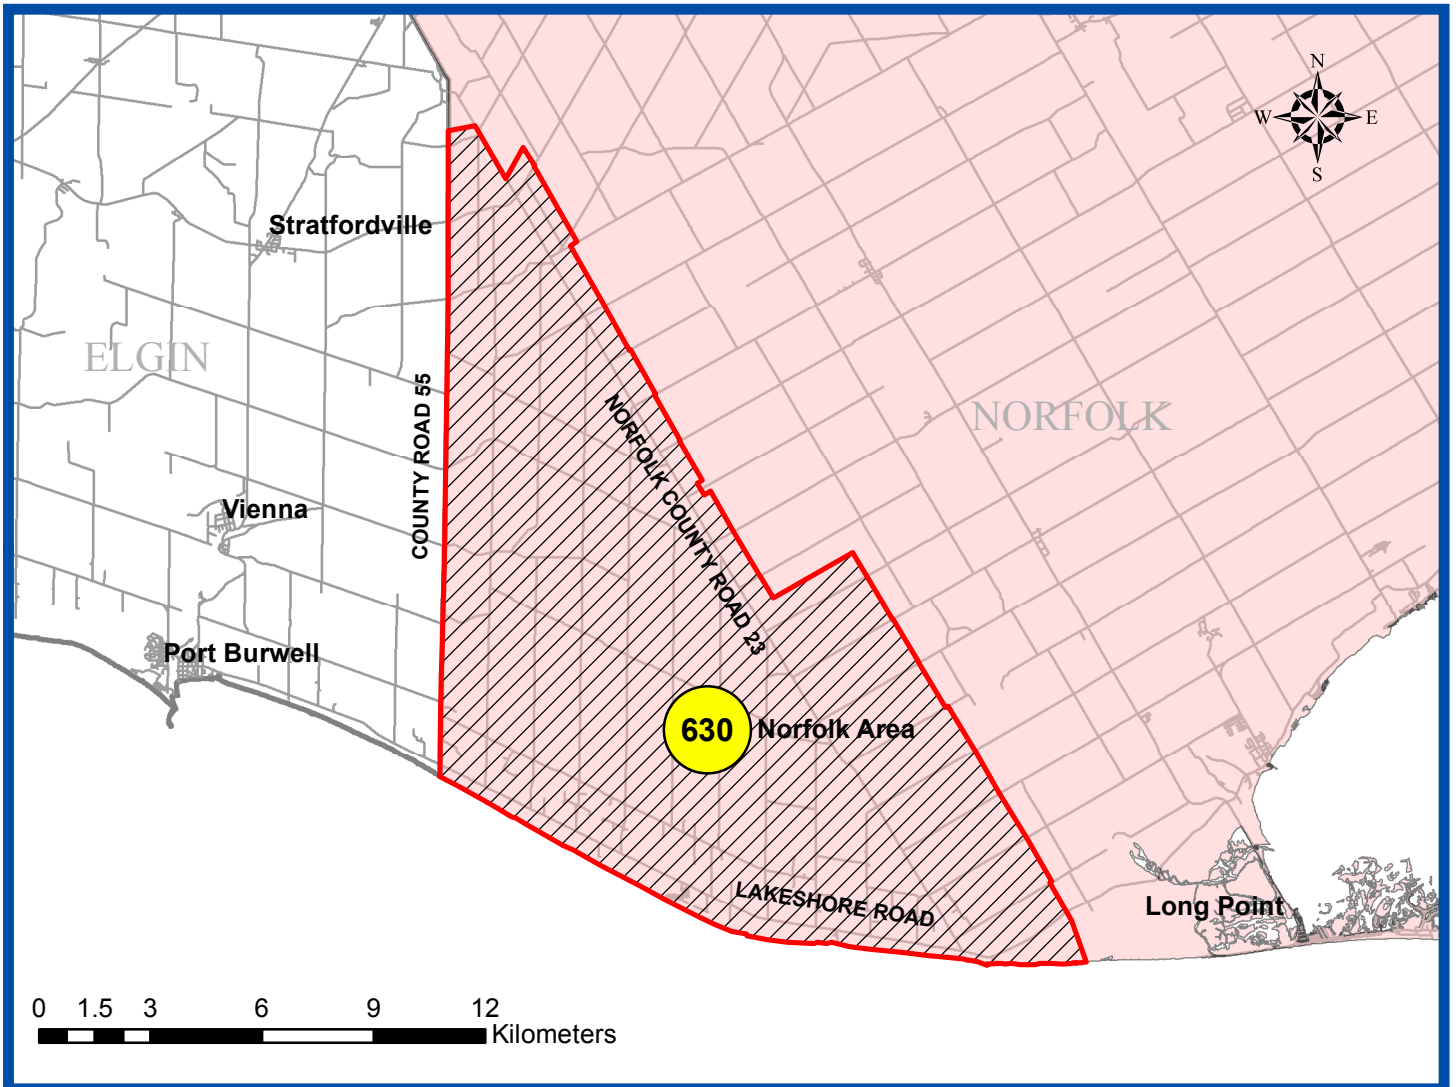 N
W E
S
Stratfordville
ELGIN
COUNTY ROAD 55
NORFOLK COUNTY ROAD 23
NORFOLK
Vienna
Port Burwell
630 Norfolk Area
LAKESHORE ROAD
Long Point
0 1.5 3 6 9 12
Kilometers